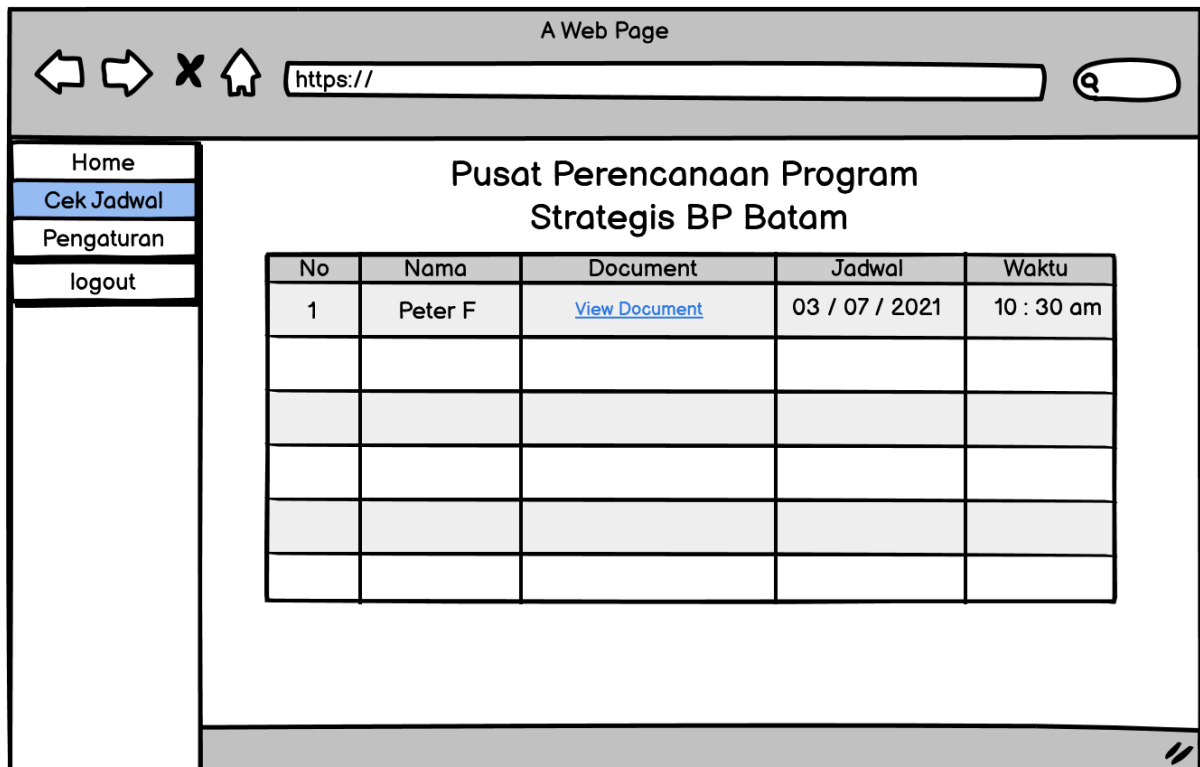 A Web Page
https://
Home
Cek Jadwal
Pengaturan
logout
Pusat Perencanaan Program
Strategis BP Batam
No Nama Document Jadwal Waktu
1 Peter F View Document 03 / 07 / 2021 10 : 30 am